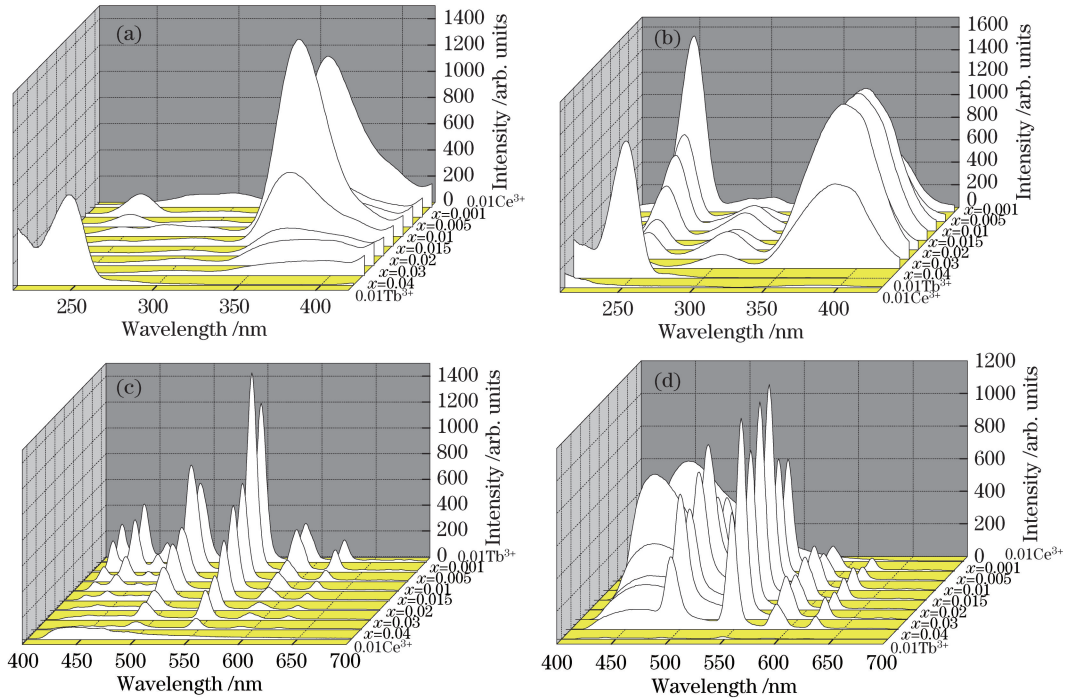 (a)
1400
1200
1000
800
600
400
200
0
Intensity /arb. units
0.01Ce³⁺
x=0.001
x=0.005
x=0.01
x=0.015
x=0.02
x=0.03
x=0.04
0.01Tb³⁺
250 300 350 400
Wavelength /nm
(b)
1600
1400
1200
1000
800
600
400
200
0
Intensity /arb. units
x=0.001
x=0.005
x=0.01
x=0.015
x=0.02
x=0.03
x=0.04
0.01Tb³⁺
0.01Ce³⁺
250 300 350 400
Wavelength /nm
(c)
1400
1200
1000
800
600
400
200
0
Intensity /arb. units
0.01Tb³⁺
x=0.001
x=0.005
x=0.01
x=0.015
x=0.02
x=0.03
x=0.04
0.01Ce³⁺
400 450 500 550 600 650 700
Wavelength /nm
(d)
1200
1000
800
600
400
200
0
Intensity /arb. units
0.01Ce³⁺
x=0.001
x=0.005
x=0.01
x=0.015
x=0.02
x=0.03
x=0.04
0.01Tb³⁺
400 450 500 550 600 650 700
Wavelength /nm